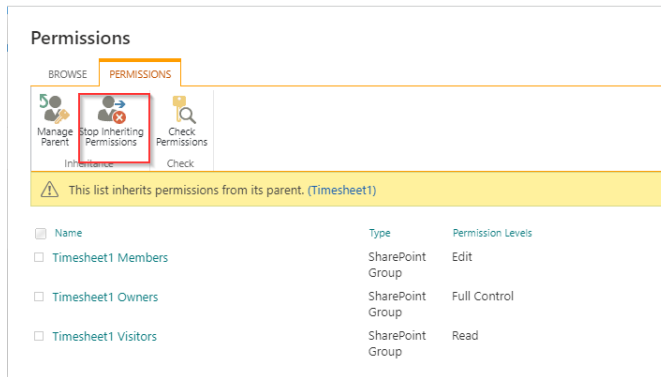 Permissions
BROWSE PERMISSIONS
Manage Parent
Stop Inheriting Permissions
Check Permissions
Inheritance Check
This list inherits permissions from its parent. (Timesheet1)
Name Type Permission Levels
Timesheet1 Members SharePoint Group Edit
Timesheet1 Owners SharePoint Group Full Control
Timesheet1 Visitors SharePoint Group Read